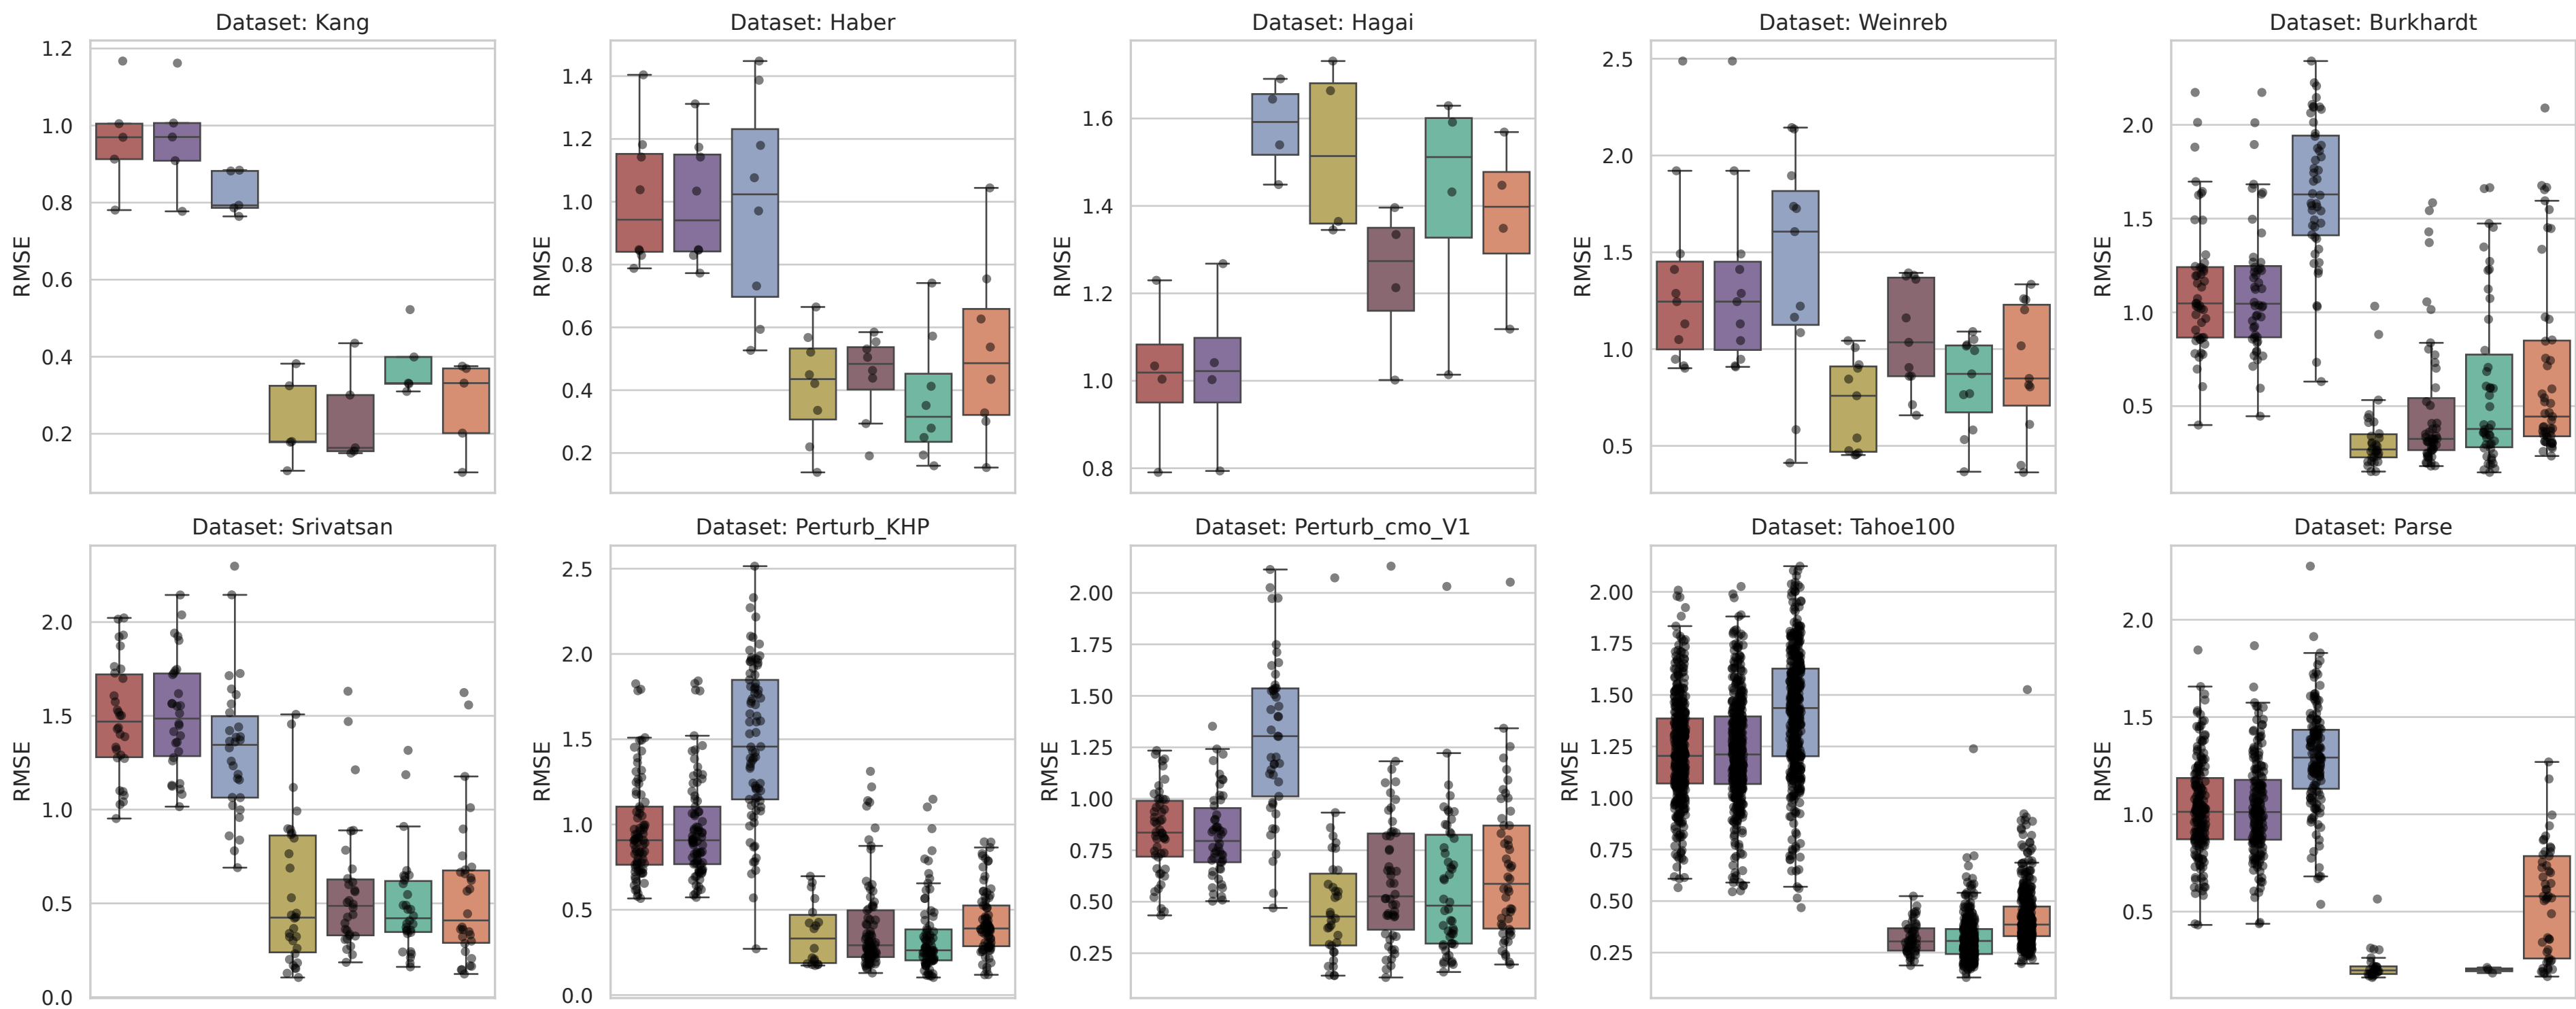 Dataset: Kang
Dataset: Haber
Dataset: Hagai
Dataset: Weinreb
Dataset: Burkhardt
RMSE
1.2
1.0
0.8
0.6
0.4
0.2
RMSE
1.4
1.2
1.0
0.8
0.6
0.4
0.2
RMSE
1.6
1.4
1.2
1.0
0.8
RMSE
2.5
2.0
1.5
1.0
0.5
RMSE
2.0
1.5
1.0
0.5
Dataset: Srivatsan
Dataset: Perturb_KHP
Dataset: Perturb_cmo_V1
Dataset: Tahoe100
Dataset: Parse
RMSE
2.0
1.5
1.0
0.5
0.0
RMSE
2.5
2.0
1.5
1.0
0.5
0.0
RMSE
2.00
1.75
1.50
1.25
1.00
0.75
0.50
0.25
RMSE
2.00
1.75
1.50
1.25
1.00
0.75
0.50
0.25
RMSE
2.0
1.5
1.0
0.5